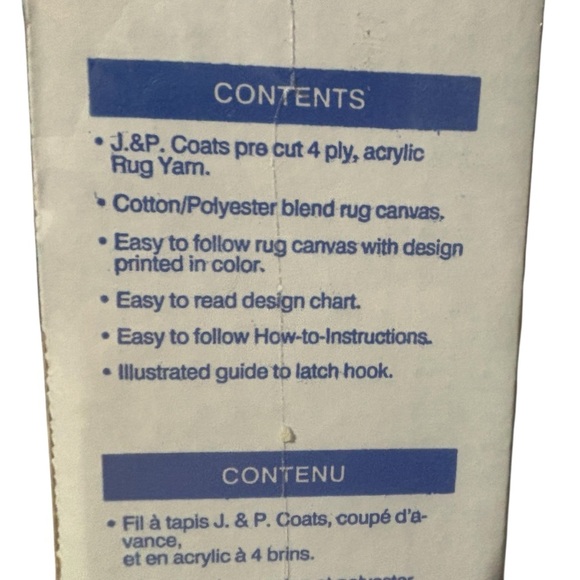 CONTENTS
• J.&P. Coats pre cut 4 ply, acrylic
Rug Yarn.
• Cotton/Polyester blend rug canvas.
• Easy to follow rug canvas with design
printed in color.
• Easy to read design chart.
• Easy to follow How-to-Instructions.
• Illustrated guide to latch hook.
CONTENU
• Fil à tapis J. & P. Coats, coupé d'a-
vance,
et en acrylic à 4 brins.